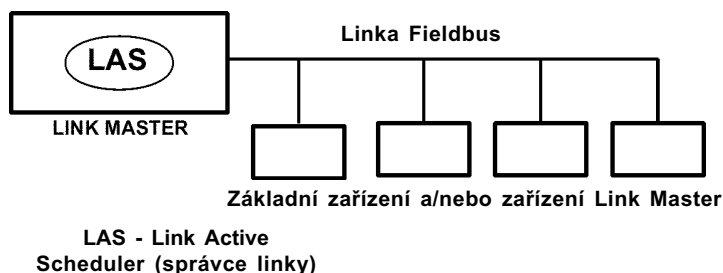 Linka Fieldbus
LAS
LINK MASTER
Základní zařízení a/nebo zařízení Link Master
LAS - Link Active
Scheduler (správce linky)